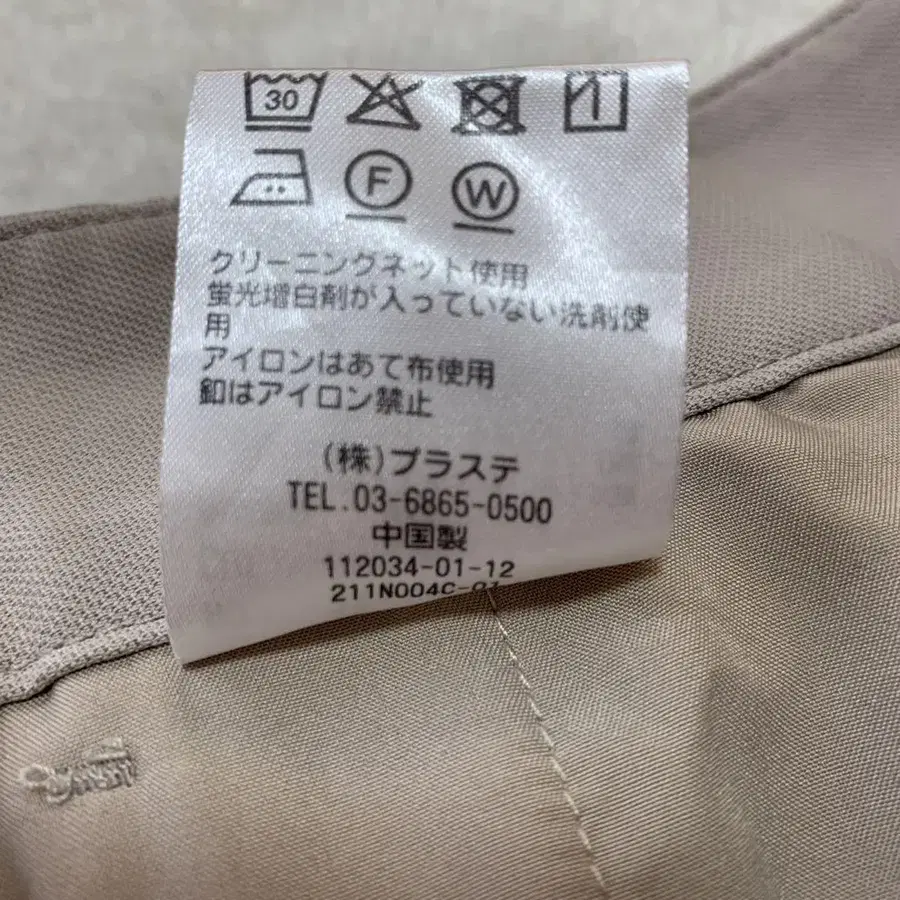 30
F
W
クリーニングネット使用
蛍光増白剤が入っていない洗剤使
用
アイロンはあて布使用
釦はアイロン禁止
(株)プラステ
TEL.03-6865-0500
中国製
112034-01-12
211N004C-01